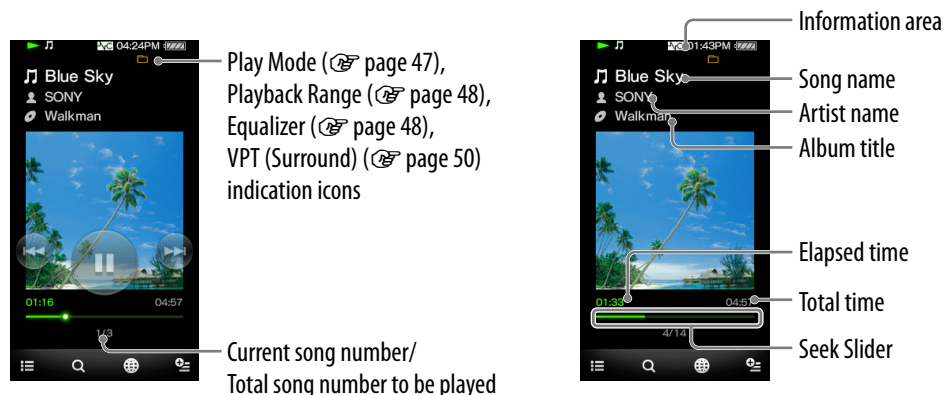 04:24PM
Blue Sky
SONY
Walkman
01:16
04:57
1/3
Play Mode (☞ page 47),
Playback Range (☞ page 48),
Equalizer (☞ page 48),
VPT (Surround) (☞ page 50)
indication icons
Current song number/
Total song number to be played
01:43PM
Blue Sky
SONY
Walkman
01:33
04:57
4/14
Information area
Song name
Artist name
Album title
Elapsed time
Total time
Seek Slider